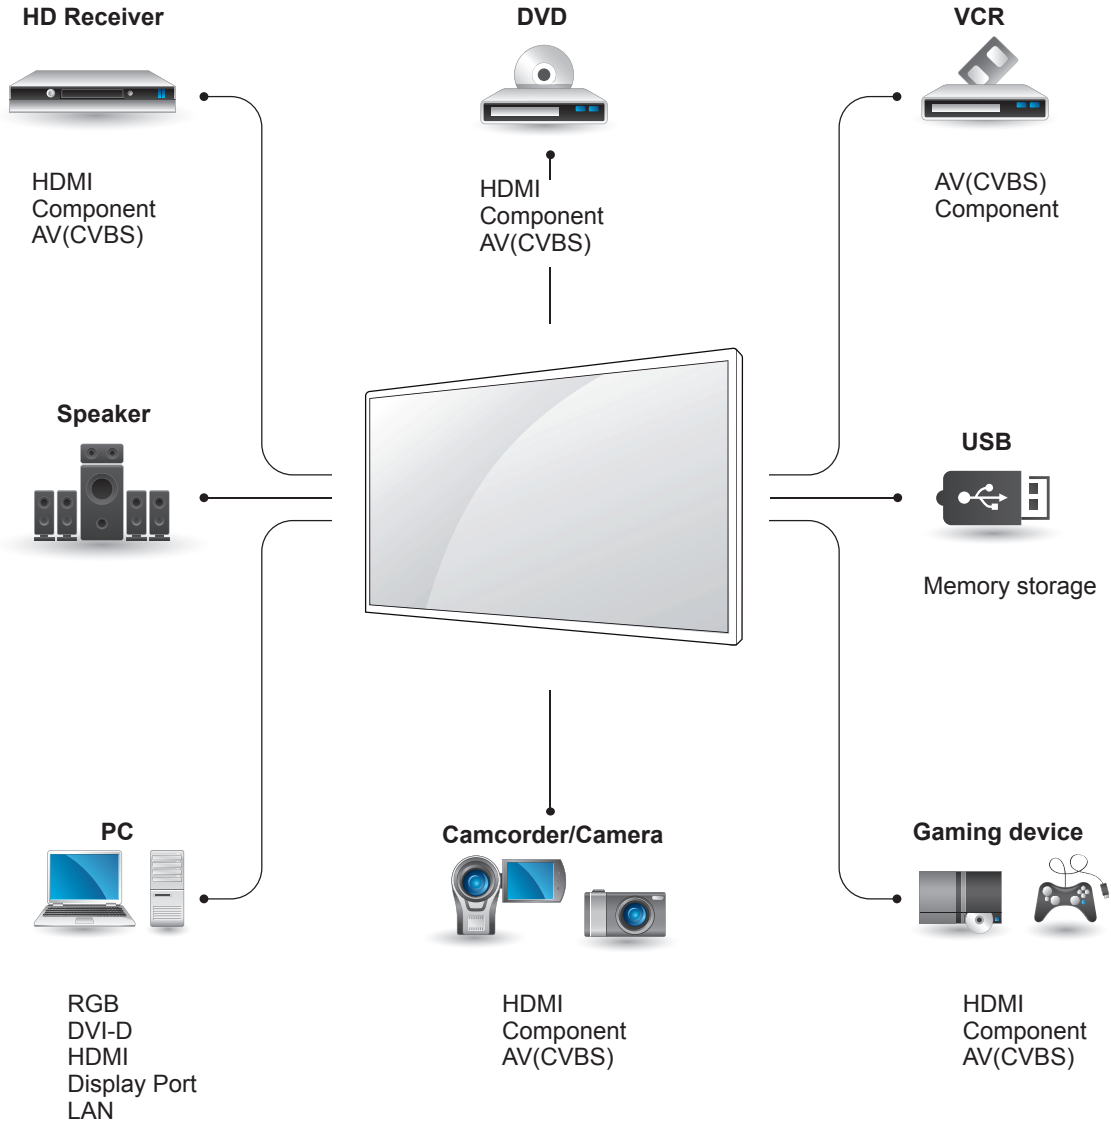 HD Receiver
HDMI
Component
AV(CVBS)
DVD
HDMI
Component
AV(CVBS)
VCR
AV(CVBS)
Component
Speaker
USB
Memory storage
PC
RGB
DVI-D
HDMI
Display Port
LAN
Camcorder/Camera
HDMI
Component
AV(CVBS)
Gaming device
HDMI
Component
AV(CVBS)